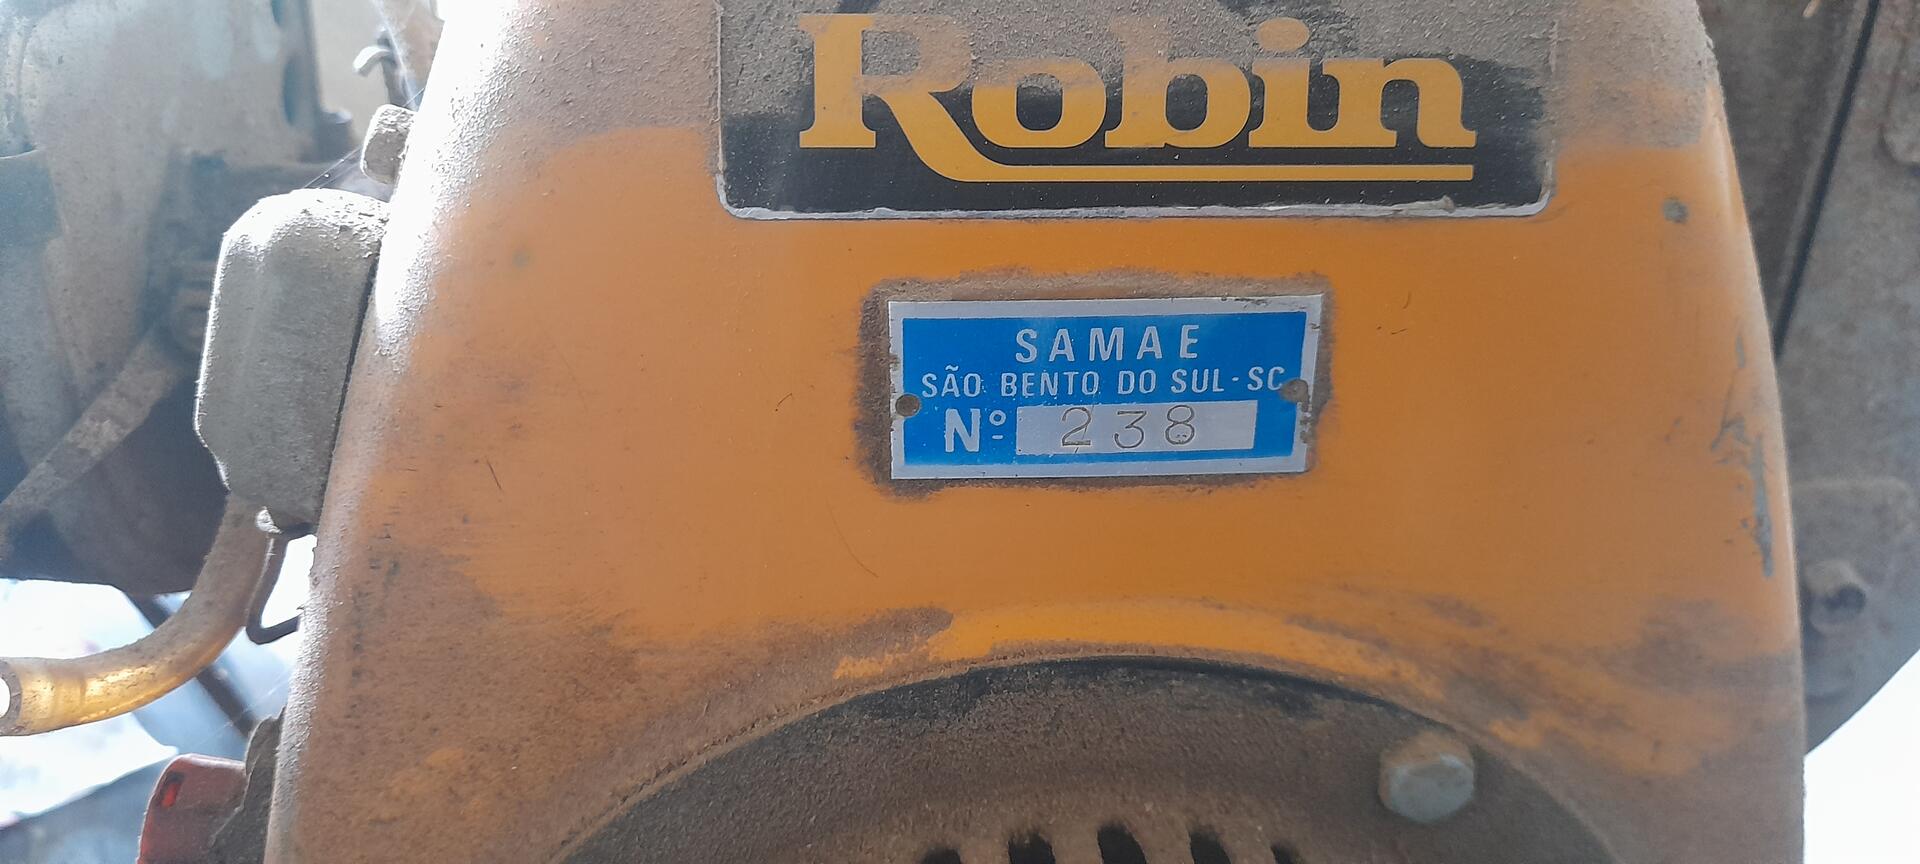 Robin
SAMAE
SÃO BENTO DO SUL-SC
Nº 238